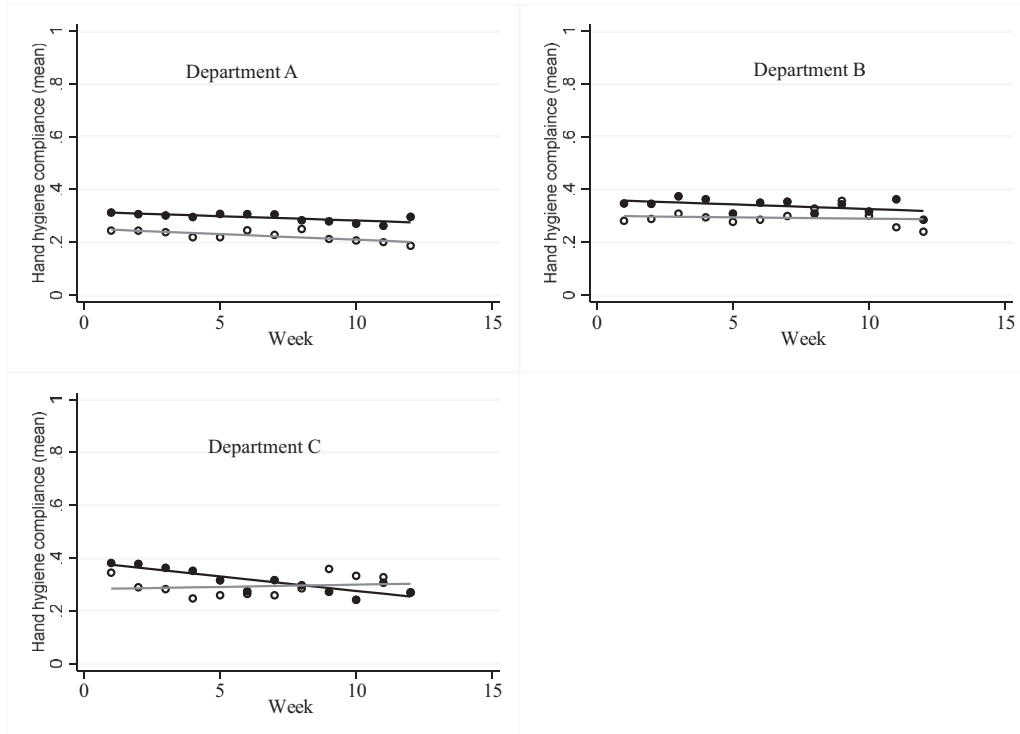 Hand hygiene compliance (mean)
0 .2 .4 .6 .8 1
Department A
0 5 10 15
Week
Hand hygiene complaince (mean)
0 .2 .4 .6 .8 1
Department B
0 5 10 15
Week
Hand hygiene compliance (mean)
0 .2 .4 .6 .8 1
Department C
0 5 10 15
Week